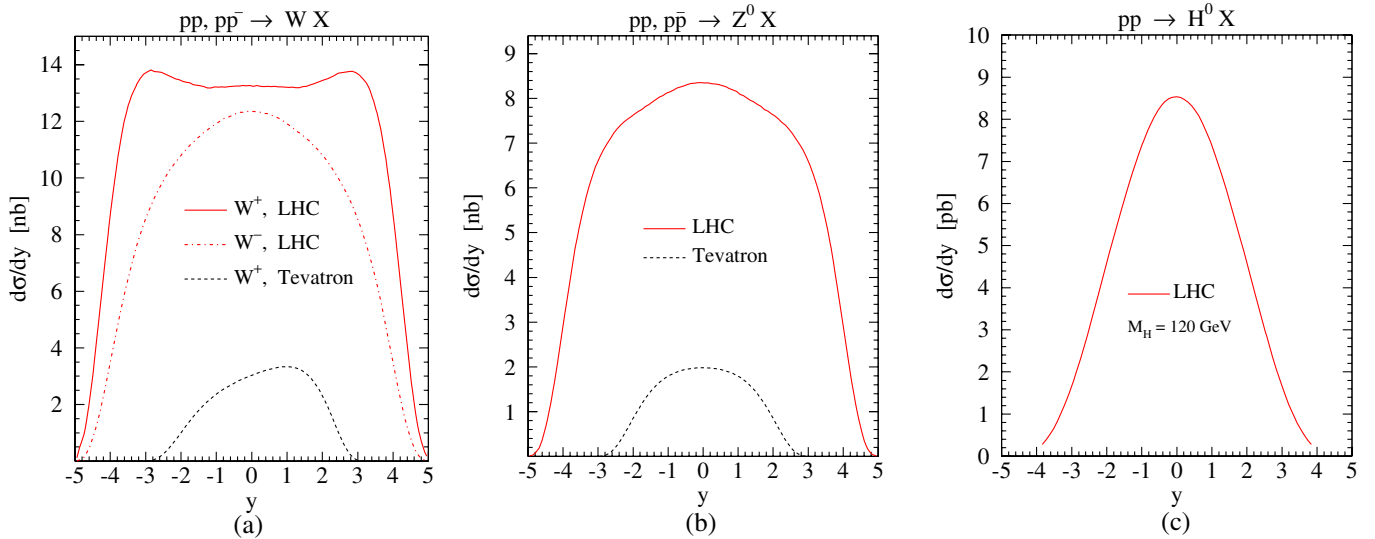 pp, pp̄ → W X
dσ/dy [nb]
14
12
10
8
6
4
2
W⁺, LHC
W⁻, LHC
W⁺, Tevatron
-5 -4 -3 -2 -1 0 1 2 3 4 5
y
(a)
pp, pp̄ → Z⁰ X
dσ/dy [nb]
9
8
7
6
5
4
3
2
1
LHC
Tevatron
-5 -4 -3 -2 -1 0 1 2 3 4 5
y
(b)
pp → H⁰ X
dσ/dy [pb]
10
9
8
7
6
5
4
3
2
1
0
LHC
M_H = 120 GeV
-5 -4 -3 -2 -1 0 1 2 3 4 5
y
(c)